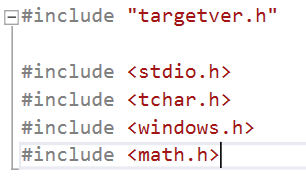 #include "targetver.h"
#include <stdio.h>
#include <tchar.h>
#include <windows.h>
#include <math.h>